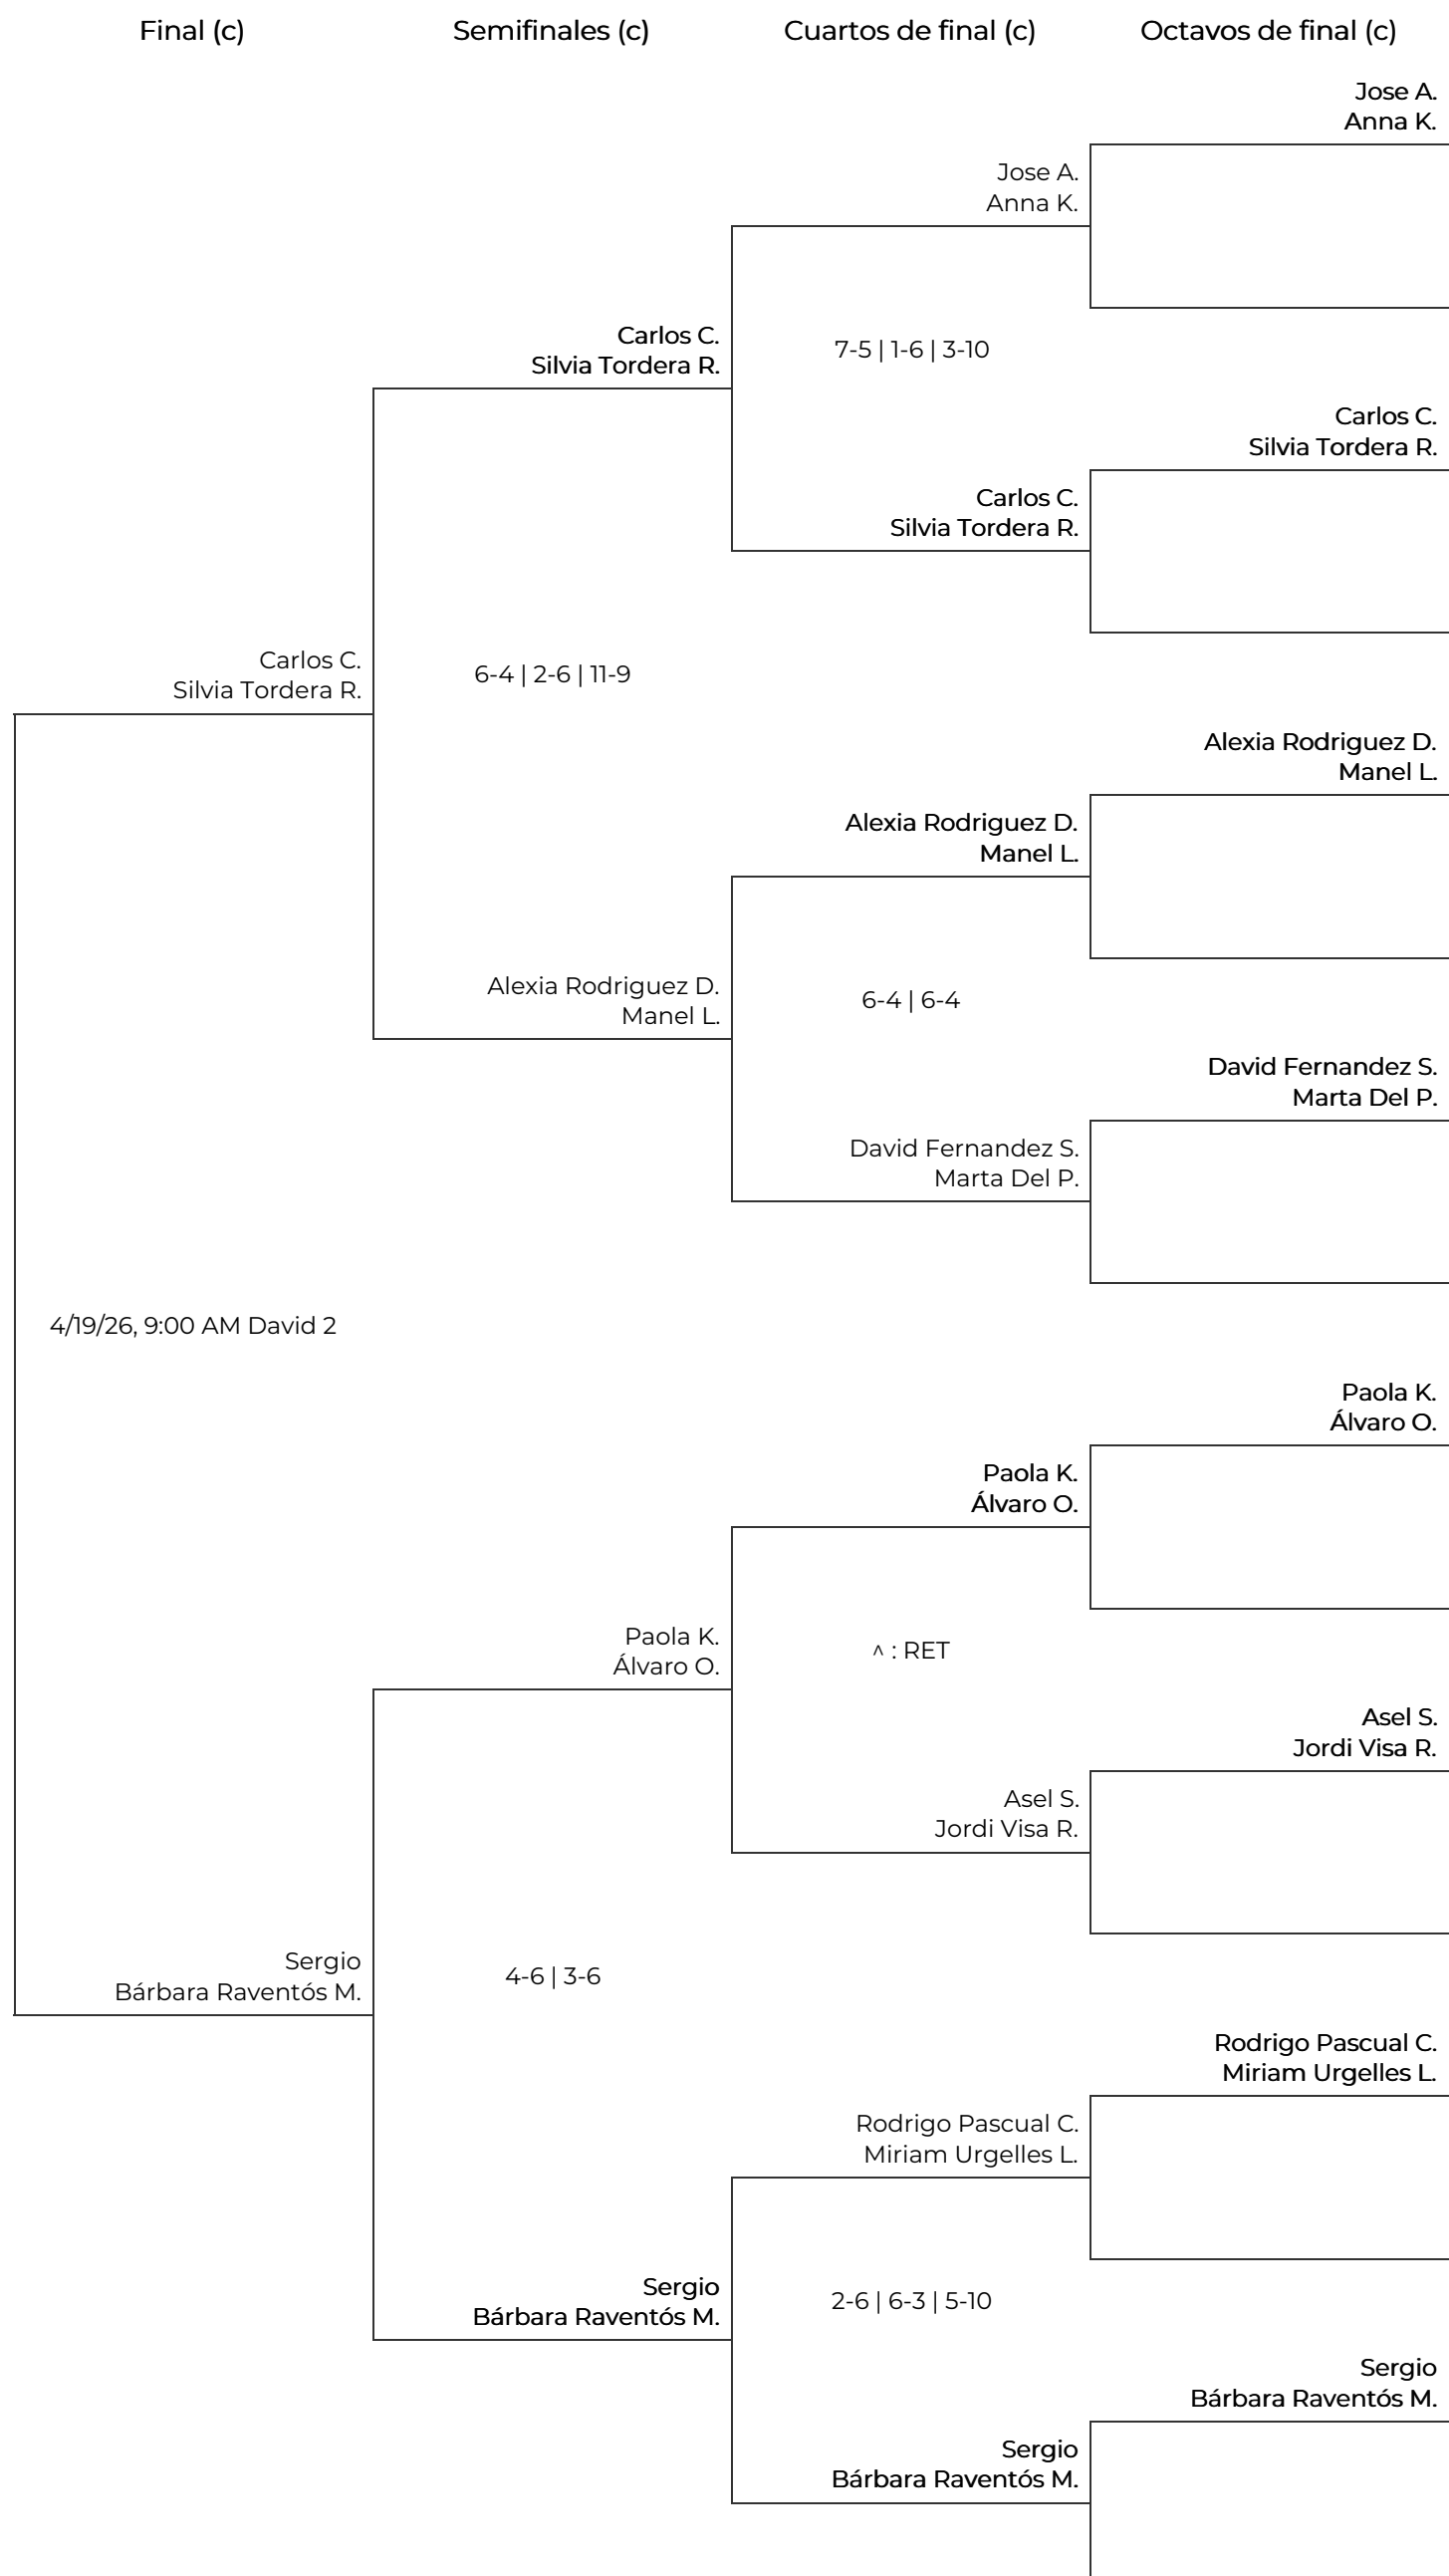 Final (c)
Semifinales (c)
Cuartos de final (c)
Octavos de final (c)
Jose A.
Anna K.
Jose A.
Anna K.
Carlos C.
Silvia Tordera R.
7-5 | 1-6 | 3-10
Carlos C.
Silvia Tordera R.
Carlos C.
Silvia Tordera R.
Carlos C.
Silvia Tordera R.
6-4 | 2-6 | 11-9
Alexia Rodriguez D.
Manel L.
Alexia Rodriguez D.
Manel L.
Alexia Rodriguez D.
Manel L.
6-4 | 6-4
David Fernandez S.
Marta Del P.
David Fernandez S.
Marta Del P.
4/19/26, 9:00 AM David 2
Paola K.
Álvaro O.
Paola K.
Álvaro O.
Paola K.
Álvaro O.
^ : RET
Asel S.
Jordi Visa R.
Asel S.
Jordi Visa R.
Sergio
Bárbara Raventós M.
4-6 | 3-6
Rodrigo Pascual C.
Miriam Urgelles L.
Rodrigo Pascual C.
Miriam Urgelles L.
Sergio
Bárbara Raventós M.
2-6 | 6-3 | 5-10
Sergio
Bárbara Raventós M.
Sergio
Bárbara Raventós M.